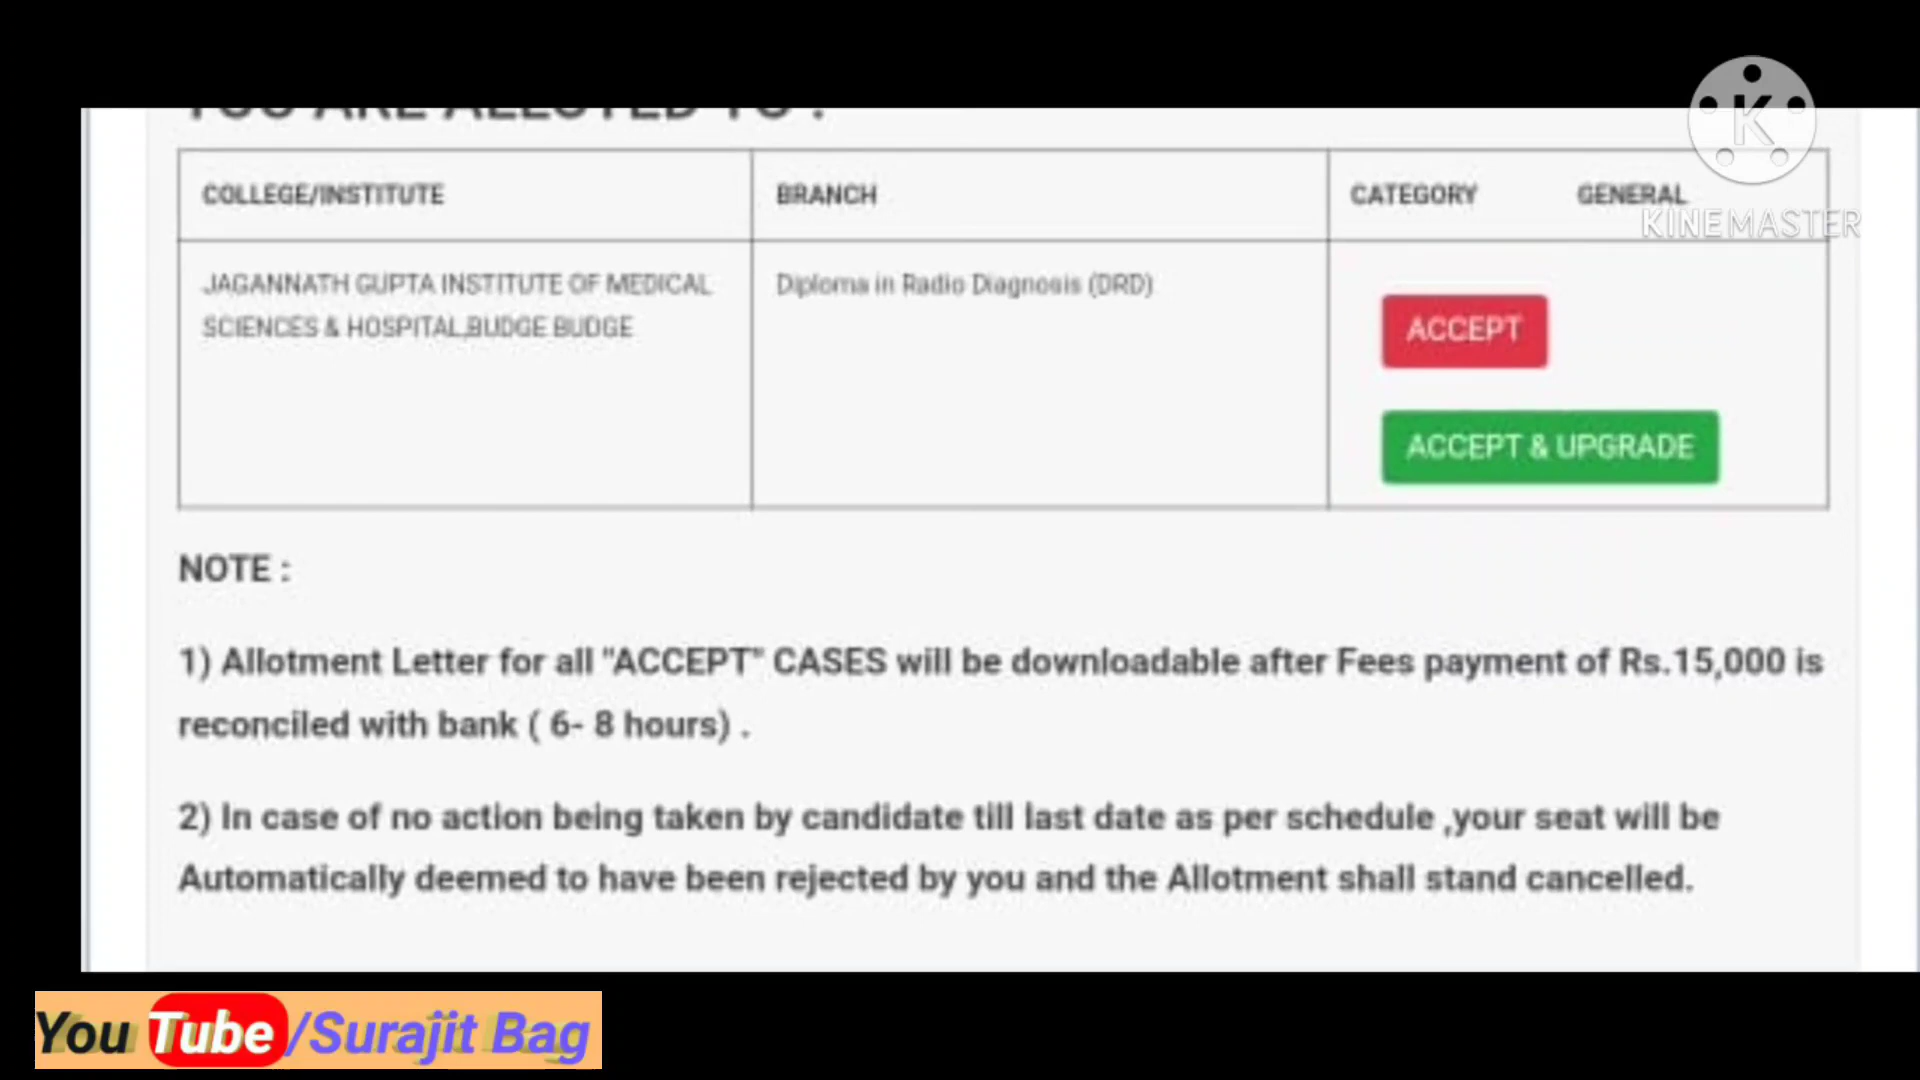 YOU ARE ALLOTED TO :
COLLEGE/INSTITUTE BRANCH CATEGORY GENERAL
K
KINEMASTER
JAGANNATH GUPTA INSTITUTE OF MEDICAL Diploma in Radio Diagnosis (DRD)
SCIENCES & HOSPITAL,BUDGE BUDGE
ACCEPT
ACCEPT & UPGRADE
NOTE :
1) Allotment Letter for all "ACCEPT" CASES will be downloadable after Fees payment of Rs.15,000 is
reconciled with bank ( 6- 8 hours) .
2) In case of no action being taken by candidate till last date as per schedule ,your seat will be
Automatically deemed to have been rejected by you and the Allotment shall stand cancelled.
You Tube/Surajit Bag